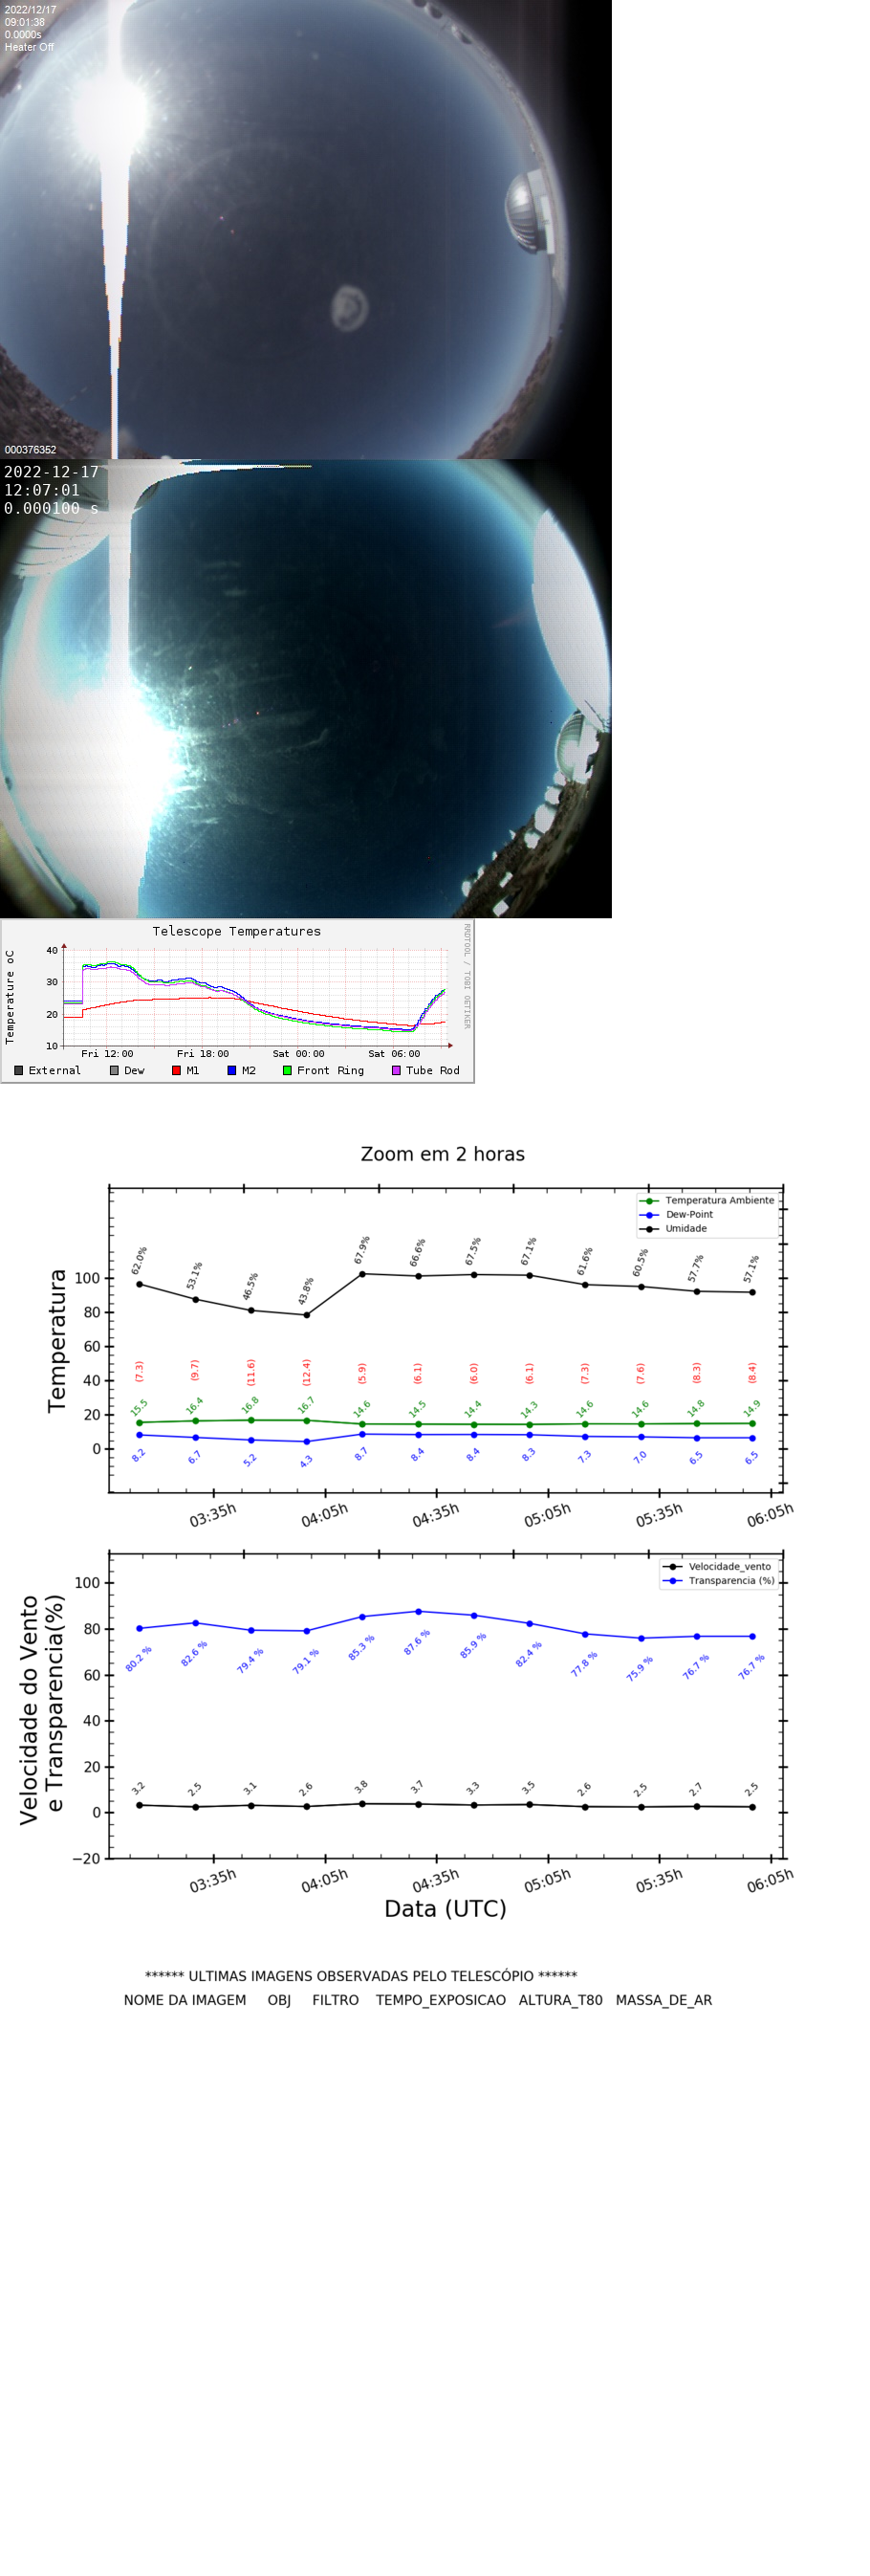 2022/12/17
09:01:38
0.0000s
Heater Off
000376352
2022-12-17
12:07:01
0.000100 s
Telescope Temperatures
RRDTOOL / TOBI OETIKER
Temperature oC
40
30
20
10
Fri 12:00 Fri 18:00 Sat 00:00 Sat 06:00
External Dew M1 M2 Front Ring Tube Rod
Zoom em 2 horas
Temperatura Ambiente
Dew-Point
Umidade
Temperatura
100
80
60
40
20
0
62.0% 53.1% 46.5% 43.8% 67.9% 66.6% 67.5% 67.1% 61.6% 60.5% 57.7% 57.1%
(7.3) (9.7) (11.6) (12.4) (5.9) (6.1) (6.0) (6.1) (7.3) (7.6) (8.3) (8.4)
15.5 16.4 16.8 16.7 14.6 14.5 14.4 14.3 14.6 14.6 14.8 14.9
8.2 6.7 5.2 4.3 8.7 8.4 8.4 8.3 7.3 7.0 6.5 6.5
03:35h 04:05h 04:35h 05:05h 05:35h 06:05h
Velocidade_vento
Transparencia (%)
Velocidade do Vento
e Transparencia(%)
100
80
60
40
20
0
−20
80.2 % 82.6 % 79.4 % 79.1 % 85.3 % 87.6 % 85.9 % 82.4 % 77.8 % 75.9 % 76.7 % 76.7 %
3.2 2.5 3.1 2.6 3.8 3.7 3.3 3.5 2.6 2.5 2.7 2.5
03:35h 04:05h 04:35h 05:05h 05:35h 06:05h
Data (UTC)
****** ULTIMAS IMAGENS OBSERVADAS PELO TELESCÓPIO ******
NOME DA IMAGEM OBJ FILTRO TEMPO_EXPOSICAO ALTURA_T80 MASSA_DE_AR